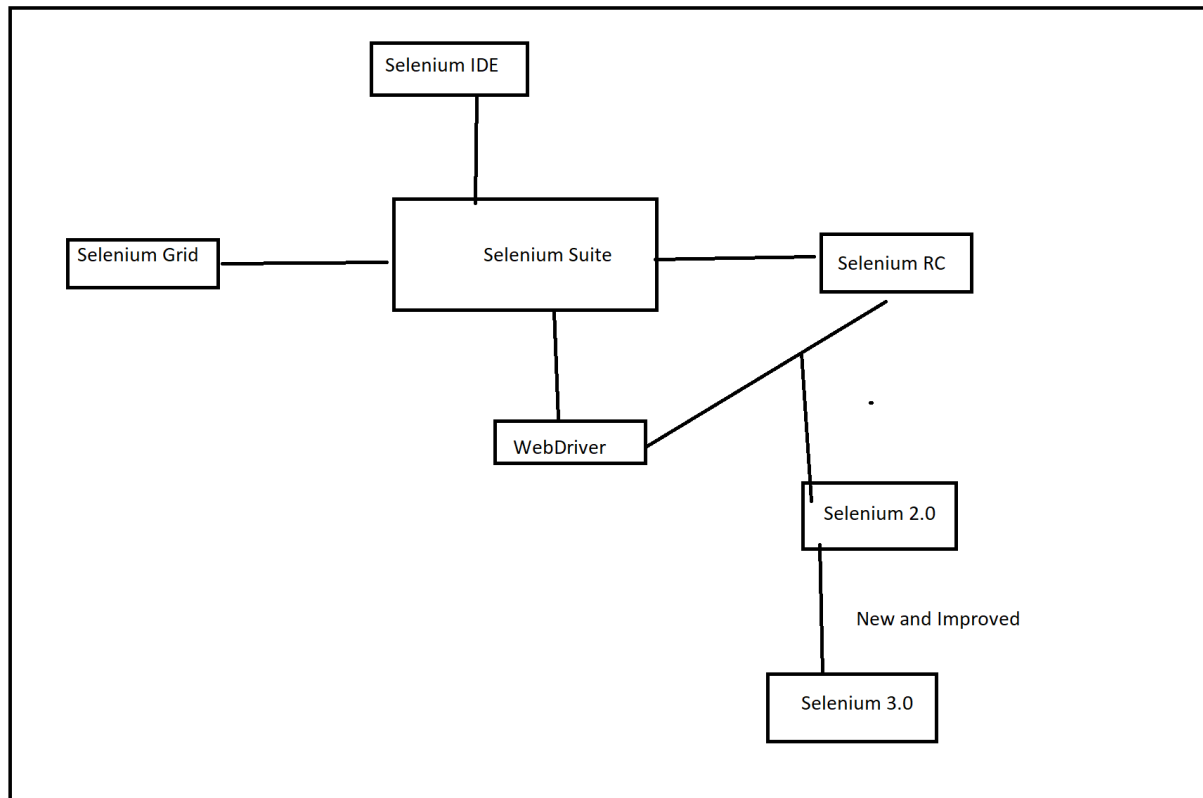 Selenium IDE
Selenium Grid
Selenium Suite
Selenium RC
WebDriver
Selenium 2.0
New and Improved
Selenium 3.0